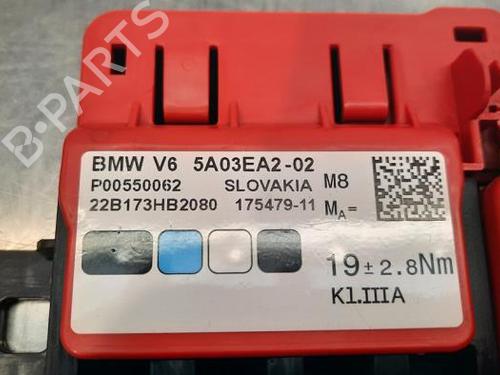 B-PARTS
BMW V6 5A03EA2-02
P00550062 SLOVAKIA M8
22B173HB2080 175479-11 MA=
19±2.8Nm
Kl.IIIA